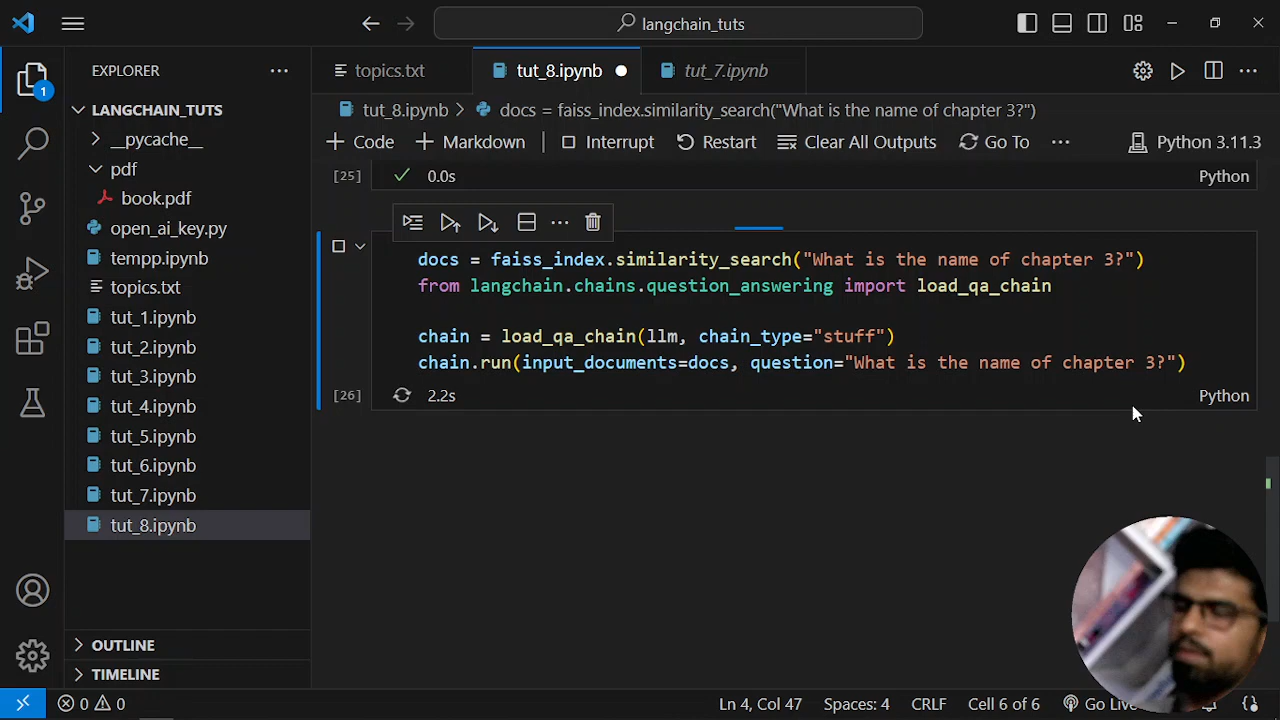 langchain_tuts
EXPLORER
topics.txt
tut_8.ipynb
tut_7.ipynb
1
LANGCHAIN_TUTS
__pycache__
pdf
book.pdf
open_ai_key.py
tempp.ipynb
topics.txt
tut_1.ipynb
tut_2.ipynb
tut_3.ipynb
tut_4.ipynb
tut_5.ipynb
tut_6.ipynb
tut_7.ipynb
tut_8.ipynb
OUTLINE
TIMELINE
tut_8.ipynb > docs = faiss_index.similarity_search("What is the name of chapter 3?")
+ Code + Markdown Interrupt Restart Clear All Outputs Go To ... Python 3.11.3
[25] 0.0s Python
docs = faiss_index.similarity_search("What is the name of chapter 3?")
from langchain.chains.question_answering import load_qa_chain
chain = load_qa_chain(llm, chain_type="stuff")
chain.run(input_documents=docs, question="What is the name of chapter 3?")
[26] 2.2s Python
0 0 Ln 4, Col 47 Spaces: 4 CRLF Cell 6 of 6 Go Live